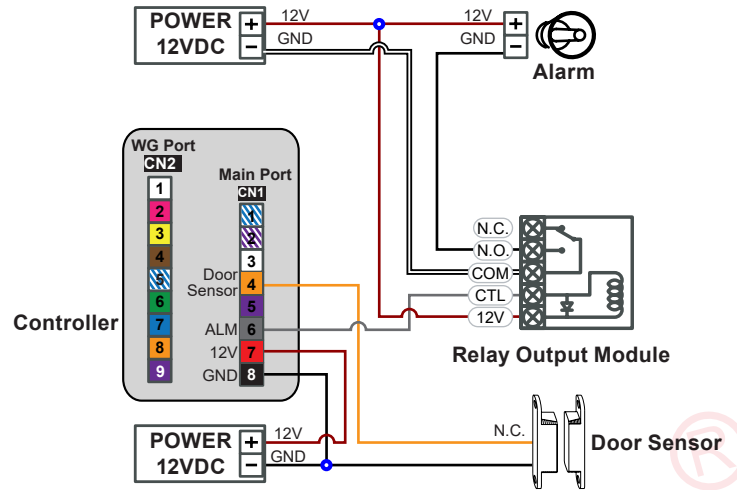 POWER + 12V 12V +
12VDC − GND GND −
Alarm
WG Port
CN2
1
2
3
4
5
6
7
8
9
Main Port
CN1
1
2
3
Door Sensor 4
5
ALM 6
12V 7
GND 8
Controller
N.C.
N.O.
COM
CTL
12V
Relay Output Module
POWER + 12V
12VDC − GND
N.C.
Door Sensor
R